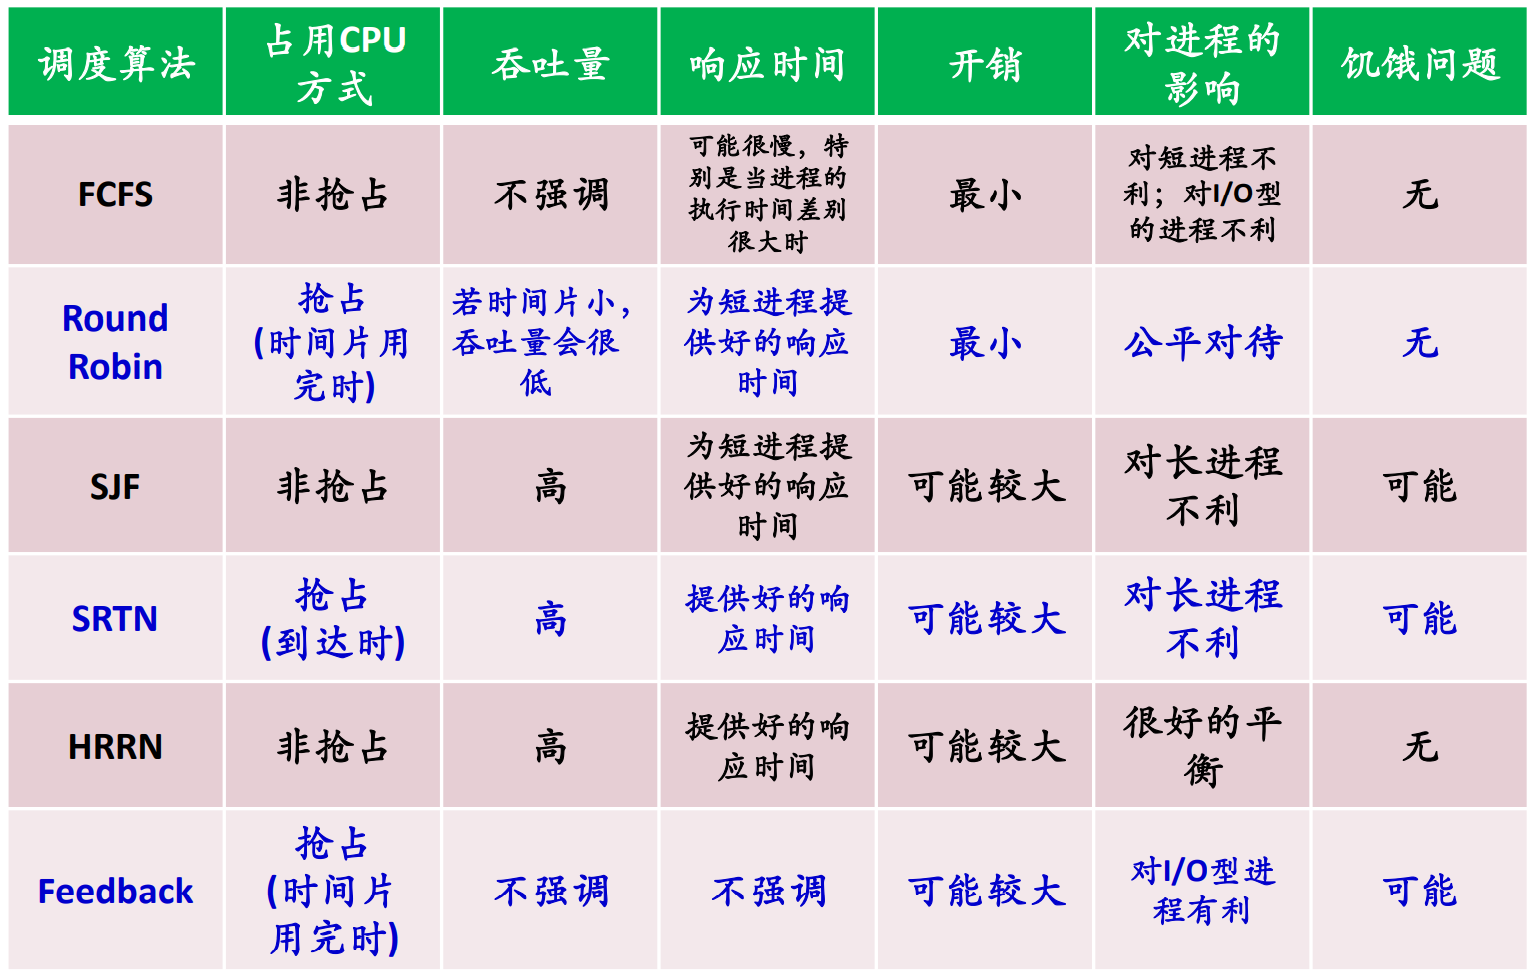 调度算法
占用CPU
方式
吞吐量
响应时间
开销
对进程的
影响
饥饿问题
FCFS
非抢占
不强调
可能很慢，特
别是当进程的
执行时间差别
很大时
最小
对短进程不
利；对I/O型
的进程不利
无
Round
Robin
抢占
(时间片用
完时)
若时间片小，
吞吐量会很
低
为短进程提
供好的响应
时间
最小
公平对待
无
SJF
非抢占
高
为短进程提
供好的响应
时间
可能较大
对长进程
不利
可能
SRTN
抢占
(到达时)
高
提供好的响
应时间
可能较大
对长进程
不利
可能
HRRN
非抢占
高
提供好的响
应时间
可能较大
很好的平
衡
无
Feedback
抢占
(时间片
用完时)
不强调
不强调
可能较大
对I/O型进
程有利
可能